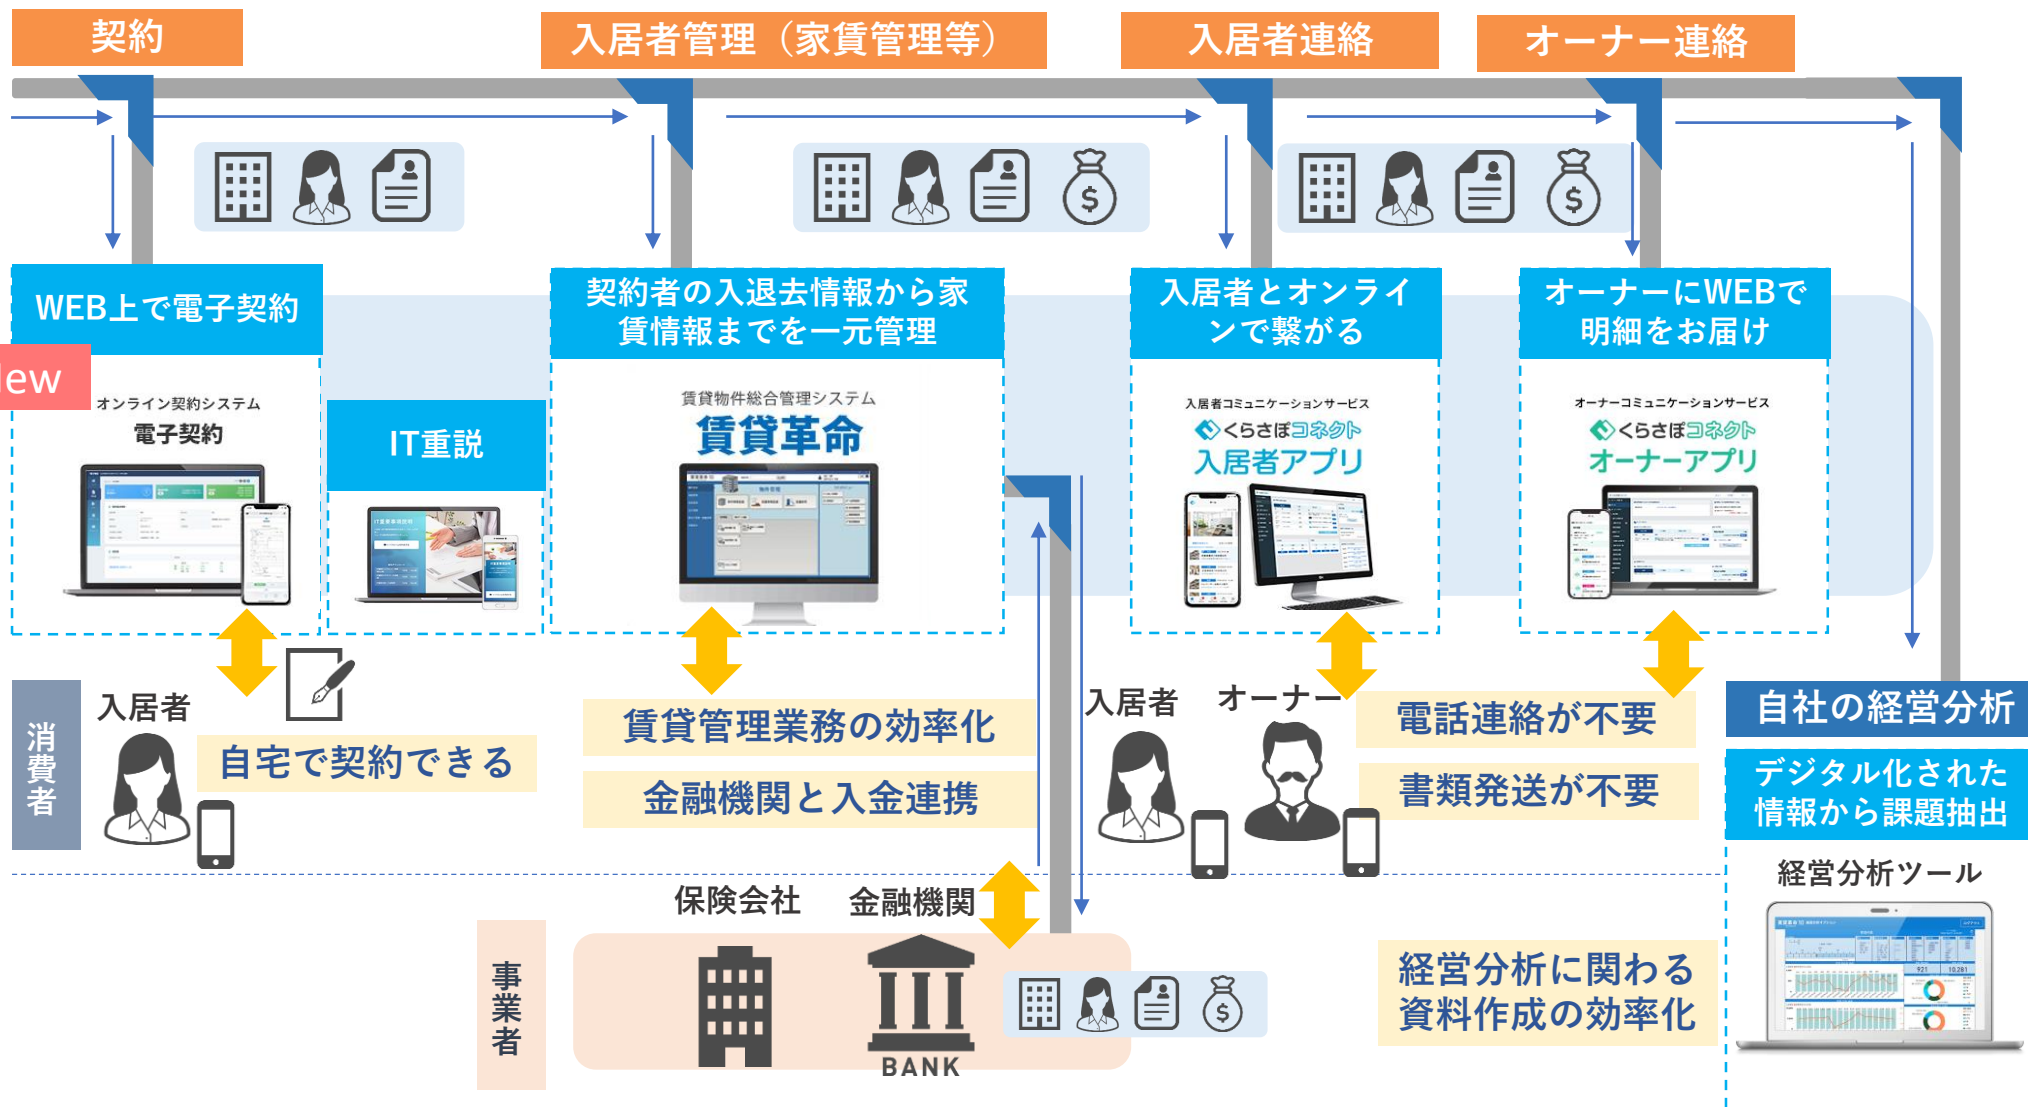 契約
入居者管理（家賃管理等）
入居者連絡
オーナー連絡
WEB上で電子契約
契約者の入退去情報から家
賃情報までを一元管理
入居者とオンライ
ンで繋がる
オーナーにWEBで
明細をお届け
ew
オンライン契約システム
電子契約
IT重説
賃貸物件総合管理システム
賃貸革命
入居者コミュニケーションサービス
くらさぽコネクト
入居者アプリ
オーナーコミュニケーションサービス
くらさぽコネクト
オーナーアプリ
消費者
入居者
自宅で契約できる
賃貸管理業務の効率化
金融機関と入金連携
入居者
オーナー
電話連絡が不要
書類発送が不要
自社の経営分析
デジタル化された
情報から課題抽出
経営分析ツール
921
10,281
事業者
保険会社
金融機関
BANK
経営分析に関わる
資料作成の効率化